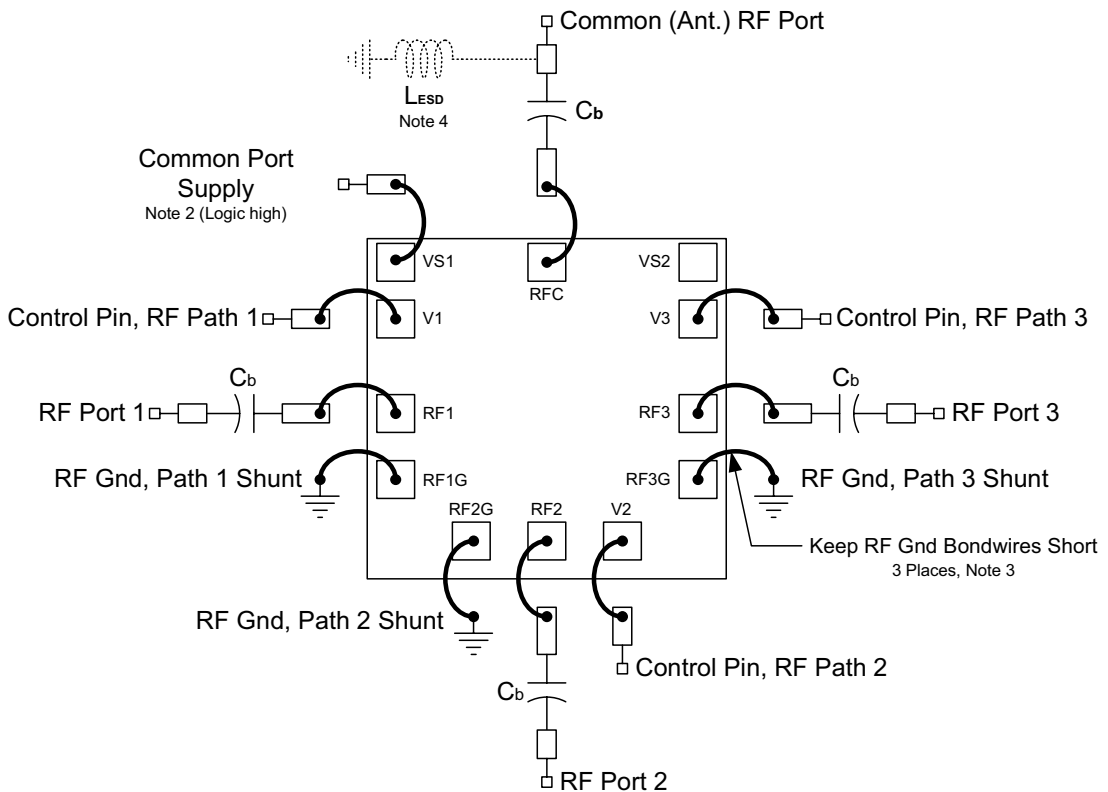 Common (Ant.) RF Port
LESD
Note 4
Cb
Common Port
Supply
Note 2 (Logic high)
VS1
RFC
VS2
Control Pin, RF Path 1
V1
V3
Control Pin, RF Path 3
Cb
Cb
RF Port 1
RF1
RF3
RF Port 3
RF Gnd, Path 1 Shunt
RF1G
RF3G
RF Gnd, Path 3 Shunt
RF2G
RF2
V2
Keep RF Gnd Bondwires Short
3 Places, Note 3
RF Gnd, Path 2 Shunt
Control Pin, RF Path 2
Cb
RF Port 2